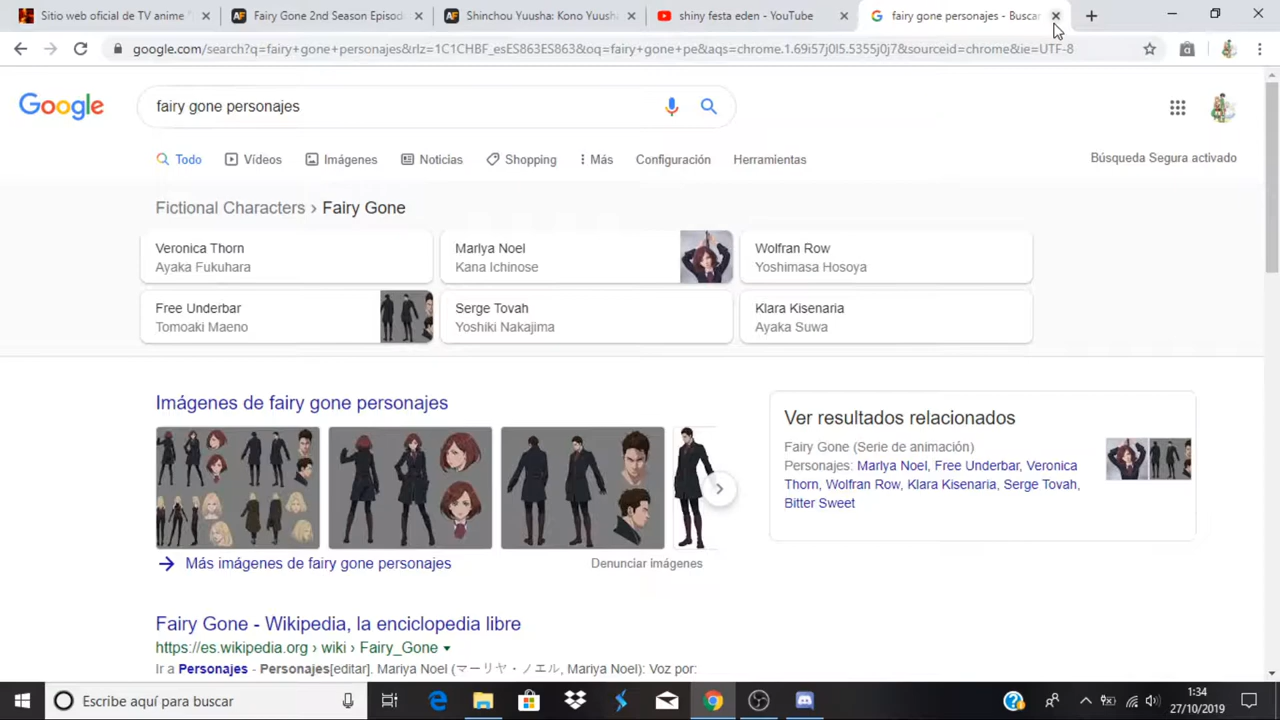 Sitio web oficial de TV anime "
Fairy Gone 2nd Season Episodi
Shinchou Yuusha: Kono Yuush
shiny festa eden - YouTube
fairy gone personajes - Buscar
google.com/search?q=fairy+gone+personajes&rlz=1C1CHBF_esES863ES863&oq=fairy+gone+pe&aqs=chrome.1.69i57j0l5.5355j0j7&sourceid=chrome&ie=UTF-8
Google
fairy gone personajes
Todo
Vídeos
Imágenes
Noticias
Shopping
Más
Configuración
Herramientas
Búsqueda Segura activado
Fictional Characters › Fairy Gone
Veronica Thorn
Ayaka Fukuhara
Marlya Noel
Kana Ichinose
Wolfran Row
Yoshimasa Hosoya
Free Underbar
Tomoaki Maeno
Serge Tovah
Yoshiki Nakajima
Klara Kisenaria
Ayaka Suwa
Imágenes de fairy gone personajes
Más imágenes de fairy gone personajes
Denunciar imágenes
Ver resultados relacionados
Fairy Gone (Serie de animación)
Personajes: Marlya Noel, Free Underbar, Veronica
Thorn, Wolfran Row, Klara Kisenaria, Serge Tovah,
Bitter Sweet
Fairy Gone - Wikipedia, la enciclopedia libre
https://es.wikipedia.org › wiki › Fairy_Gone
Ir a Personajes - Personajes[editar]. Mariya Noel (マーリヤ・ノエル, Mariya Noel): Voz por:
Escribe aquí para buscar
1:34
27/10/2019